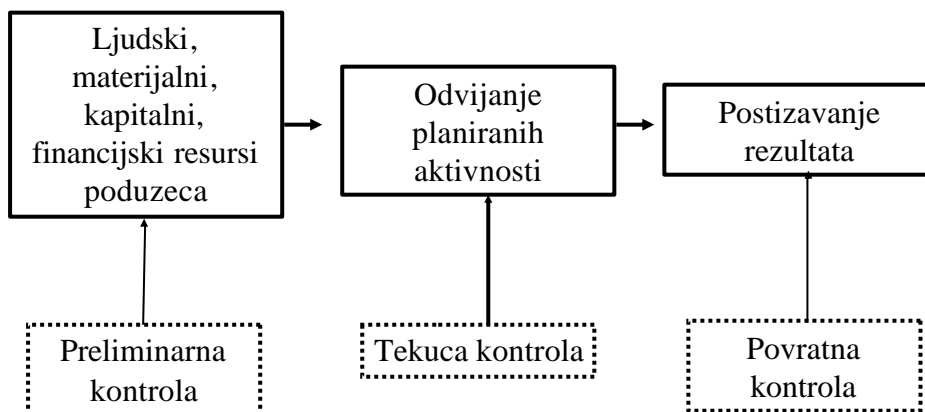 Ljudski,
materijalni,
kapitalni,
financijski resursi
poduzeca
Odvijanje
planiranih
aktivnosti
Postizavanje
rezultata
Preliminarna
kontrola
Tekuca kontrola
Povratna
kontrola